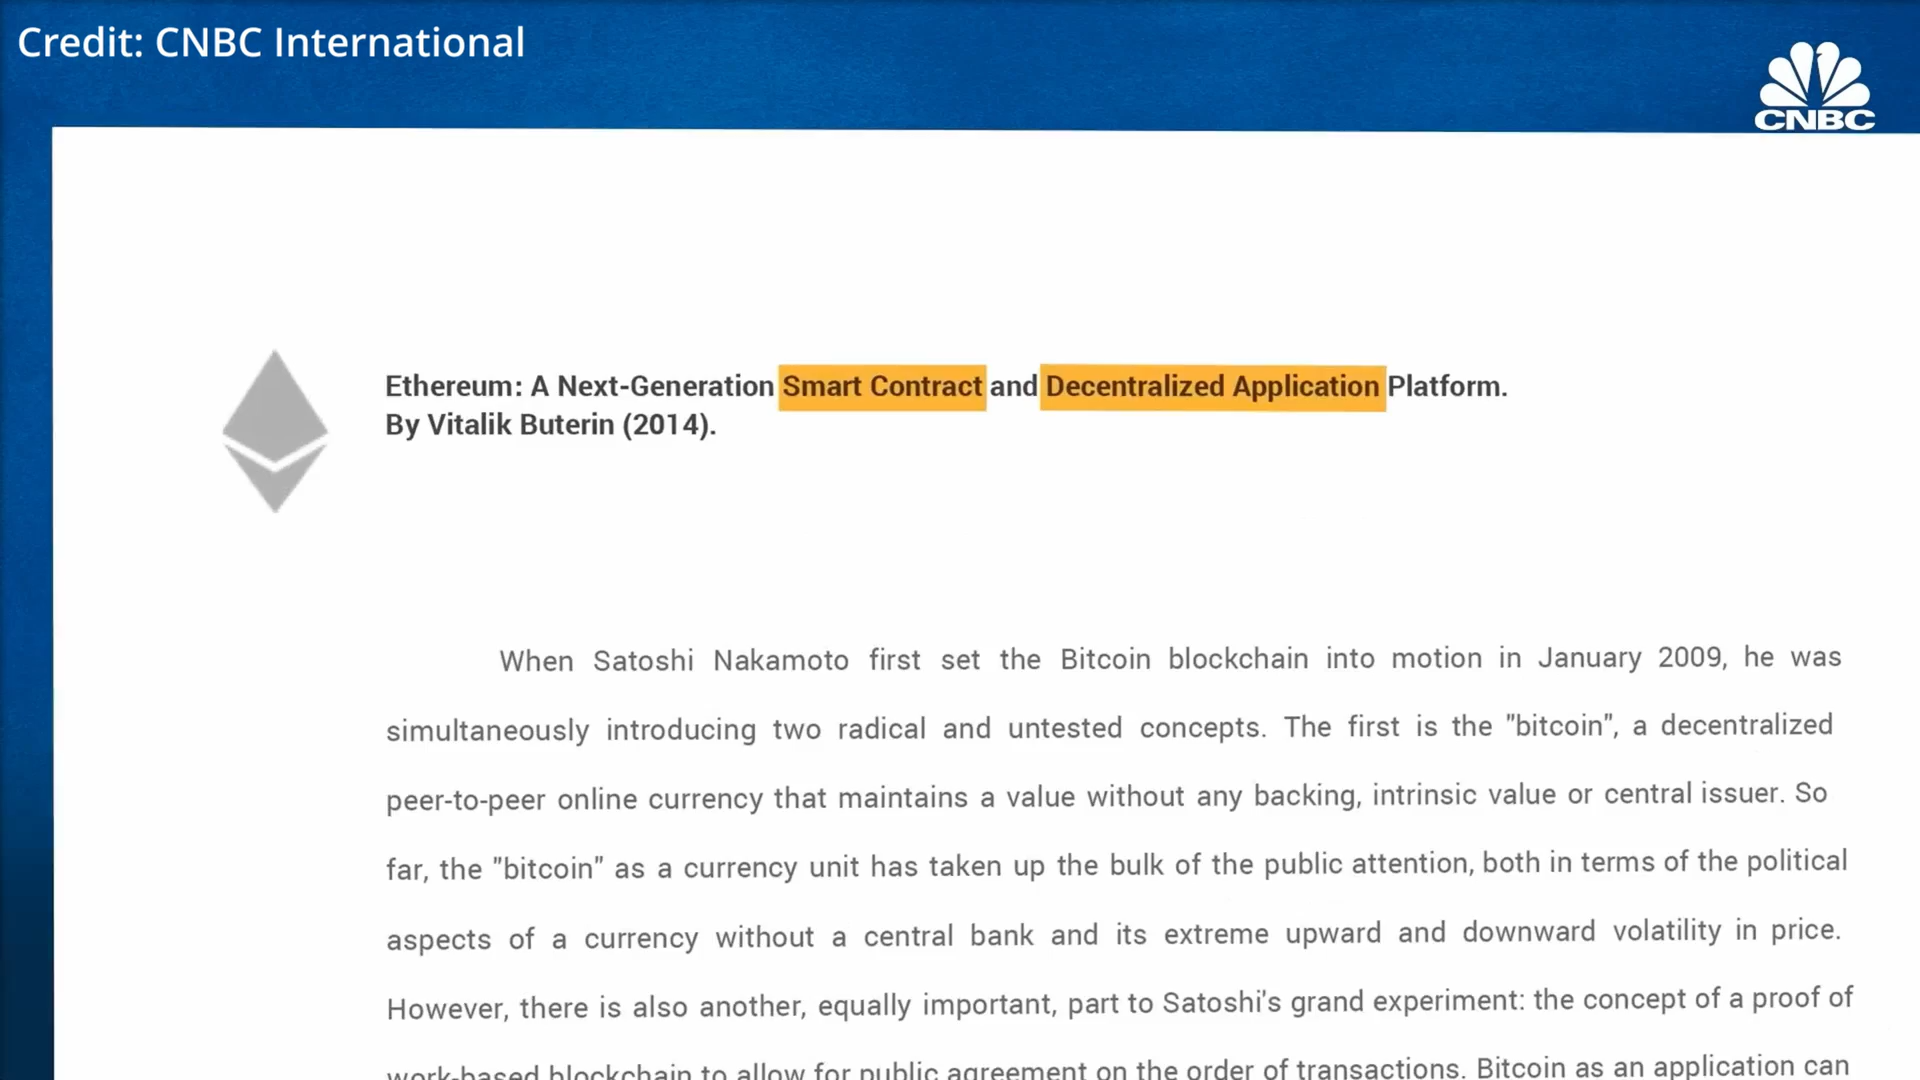 Credit: CNBC International
CNBC
Ethereum: A Next-Generation Smart Contract and Decentralized Application Platform.
By Vitalik Buterin (2014).
When Satoshi Nakamoto first set the Bitcoin blockchain into motion in January 2009, he was
simultaneously introducing two radical and untested concepts. The first is the "bitcoin", a decentralized
peer-to-peer online currency that maintains a value without any backing, intrinsic value or central issuer. So
far, the "bitcoin" as a currency unit has taken up the bulk of the public attention, both in terms of the political
aspects of a currency without a central bank and its extreme upward and downward volatility in price.
However, there is also another, equally important, part to Satoshi's grand experiment: the concept of a proof of
work-based blockchain to allow for public agreement on the order of transactions. Bitcoin as an application can